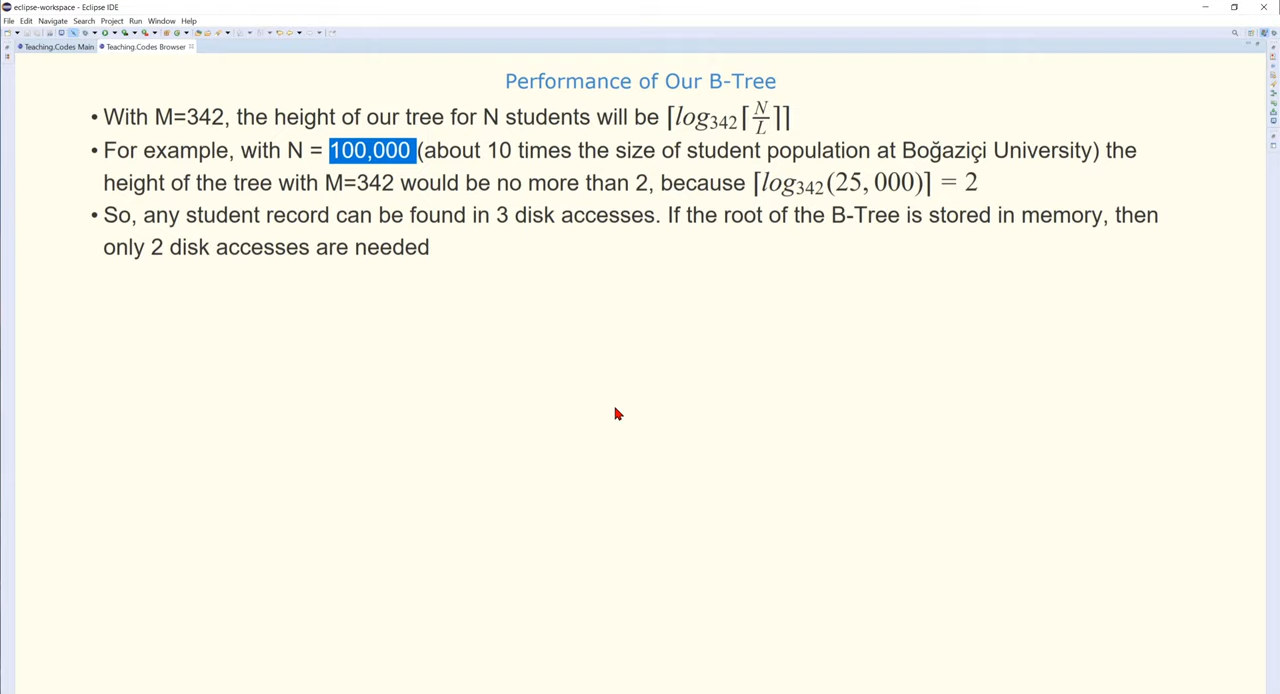 eclipse-workspace - Eclipse IDE
File Edit Navigate Search Project Run Window Help
Teaching.Codes Main Teaching.Codes Browser
Performance of Our B-Tree
• With M=342, the height of our tree for N students will be ⌈log₃₄₂⌈N/L⌉⌉
• For example, with N = 100,000 (about 10 times the size of student population at Boğaziçi University) the
height of the tree with M=342 would be no more than 2, because ⌈log₃₄₂(25,000)⌉ = 2
• So, any student record can be found in 3 disk accesses. If the root of the B-Tree is stored in memory, then
only 2 disk accesses are needed